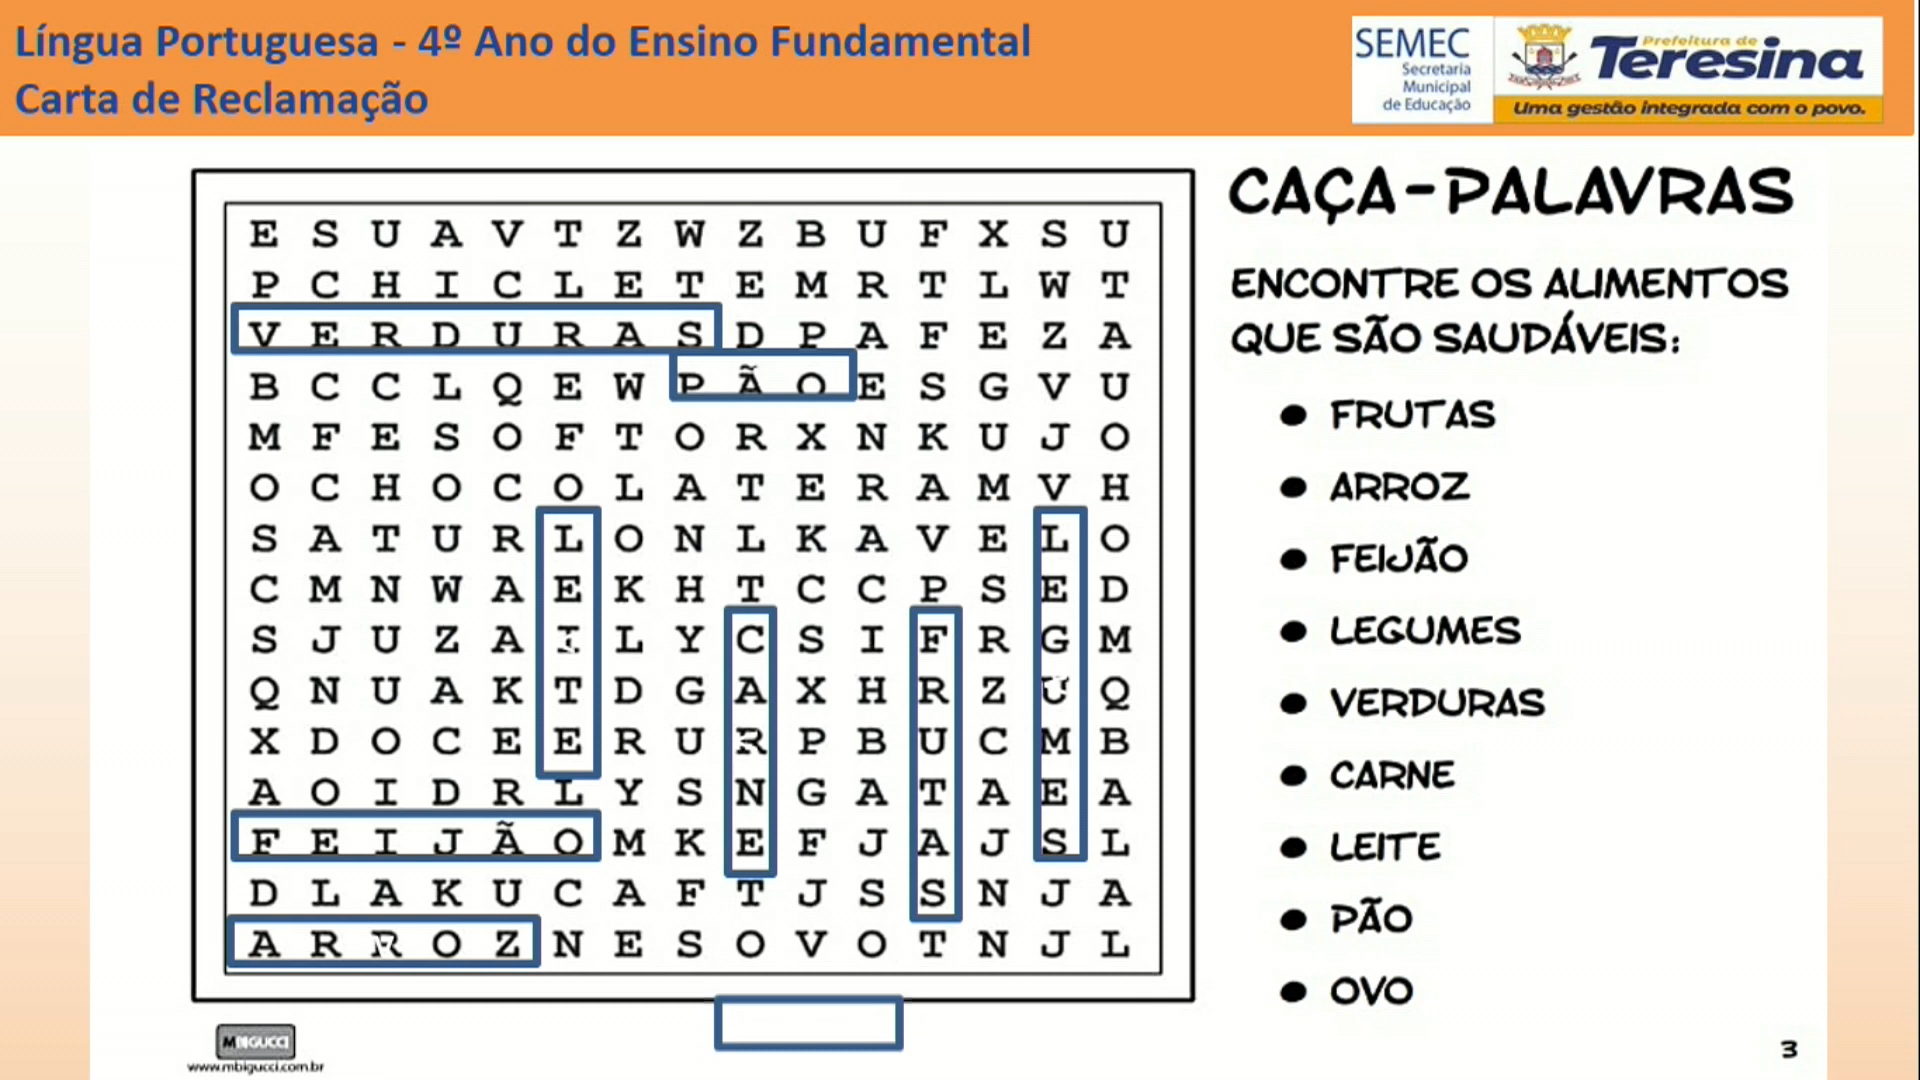 Língua Portuguesa - 4º Ano do Ensino Fundamental
Carta de Reclamação
SEMEC
Secretaria
Municipal
de Educação
Prefeitura de
Teresina
Uma gestão integrada com o povo.
CAÇA-PALAVRAS
ENCONTRE OS ALIMENTOS
QUE SÃO SAUDÁVEIS:
• FRUTAS
• ARROZ
• FEIJÃO
• LEGUMES
• VERDURAS
• CARNE
• LEITE
• PÃO
• OVO
E S U A V T Z W Z B U F X S U
P C H I C L E T E M R T L W T
V E R D U R A S D P A F E Z A
B C C L Q E W P Ã O E S G V U
M F E S O F T O R X N K U J O
O C H O C O L A T E R A M V H
S A T U R L O N L K A V E L O
C M N W A E K H T C C P S E D
S J U Z A I L Y C S I F R G M
Q N U A K T D G A X H R Z U Q
X D O C E E R U R P B U C M B
A O I D R L Y S N G A T A E A
F E I J Ã O M K E F J A J S L
D L A K U C A F T J S S N J A
A R R O Z N E S O V O T N J L
MBIGUCCI
www.mbigucci.com.br
3